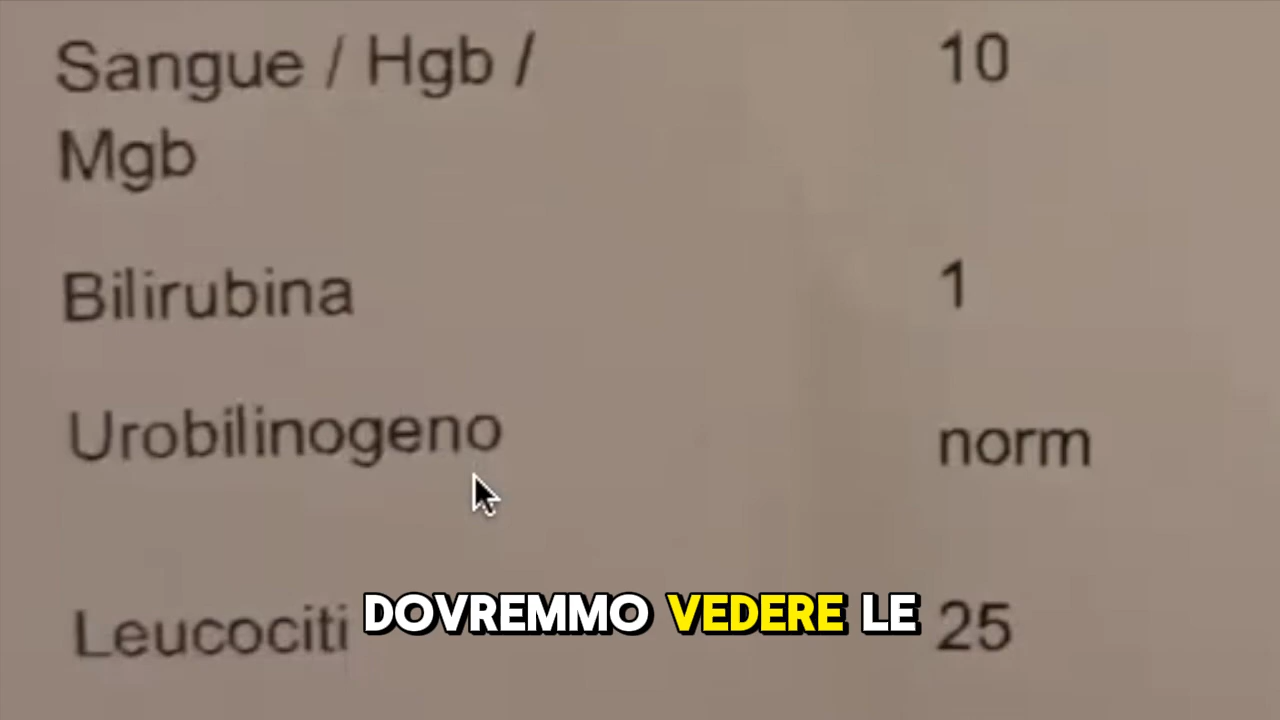 Sangue / Hgb / 10
Mgb
Bilirubina 1
Urobilinogeno norm
Leucociti 25
DOVREMMO VEDERE LE